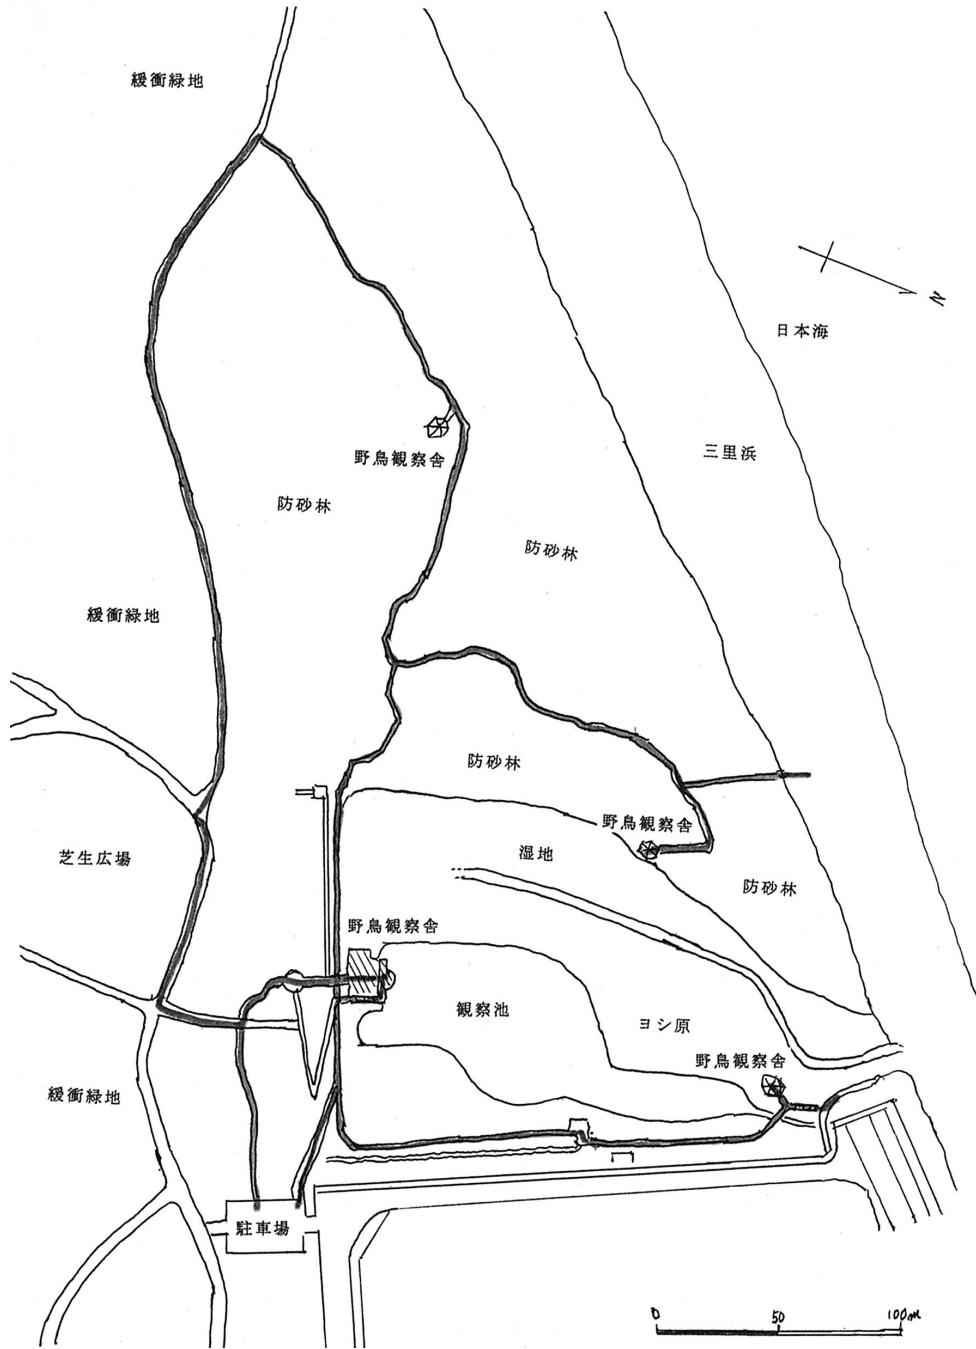 緩衝緑地
N
日本海
三里浜
野鳥観察舎
防砂林
防砂林
緩衝緑地
防砂林
野鳥観察舎
湿地
芝生広場
防砂林
野鳥観察舎
観察池
ヨシ原
野鳥観察舎
緩衝緑地
駐車場
0 50 100m